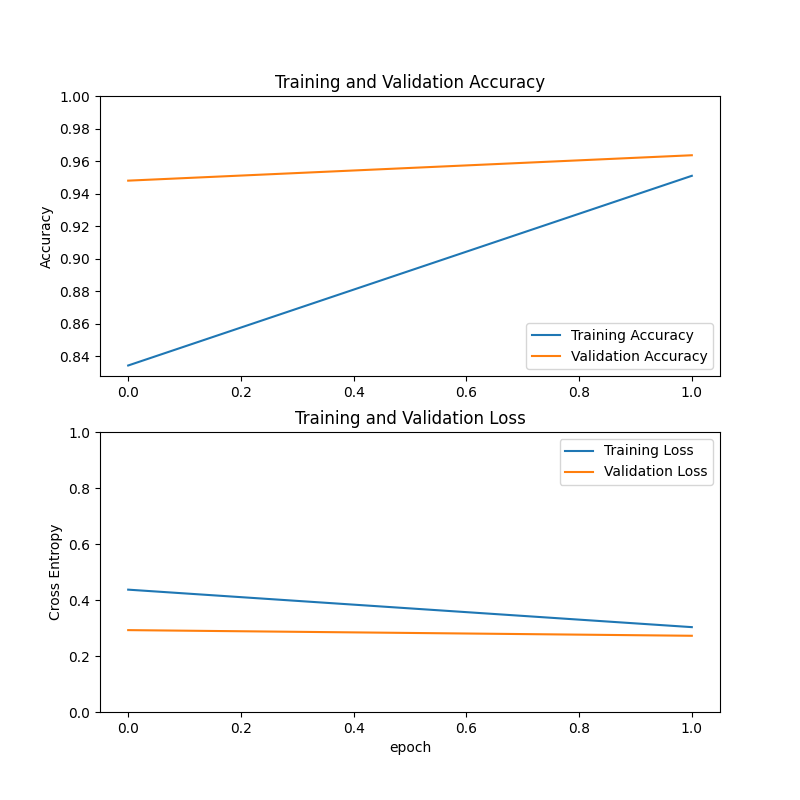 Training and Validation Accuracy
1.00
0.98
0.96
0.94
0.92
0.90
0.88
0.86
0.84
Accuracy
Training Accuracy
Validation Accuracy
0.0 0.2 0.4 0.6 0.8 1.0
Training and Validation Loss
1.0
0.8
0.6
0.4
0.2
0.0
Cross Entropy
Training Loss
Validation Loss
0.0 0.2 0.4 0.6 0.8 1.0
epoch